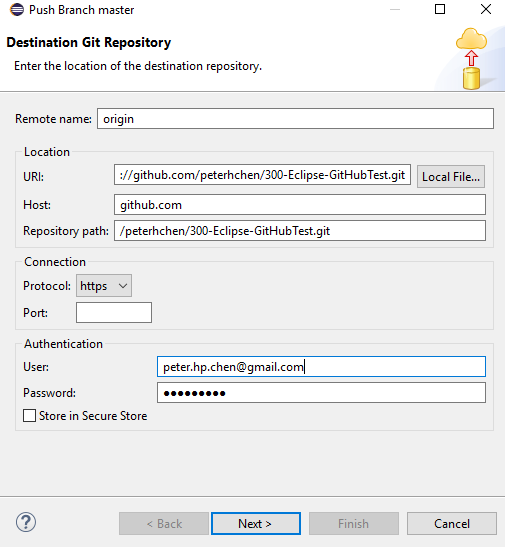 Push Branch master
Destination Git Repository
Enter the location of the destination repository.
Remote name: origin
Location
URI: ://github.com/peterhchen/300-Eclipse-GitHubTest.git Local File...
Host: github.com
Repository path: /peterhchen/300-Eclipse-GitHubTest.git
Connection
Protocol: https
Port:
Authentication
User: peter.hp.chen@gmail.com
Password: ●●●●●●●●●
Store in Secure Store
? < Back Next > Finish Cancel